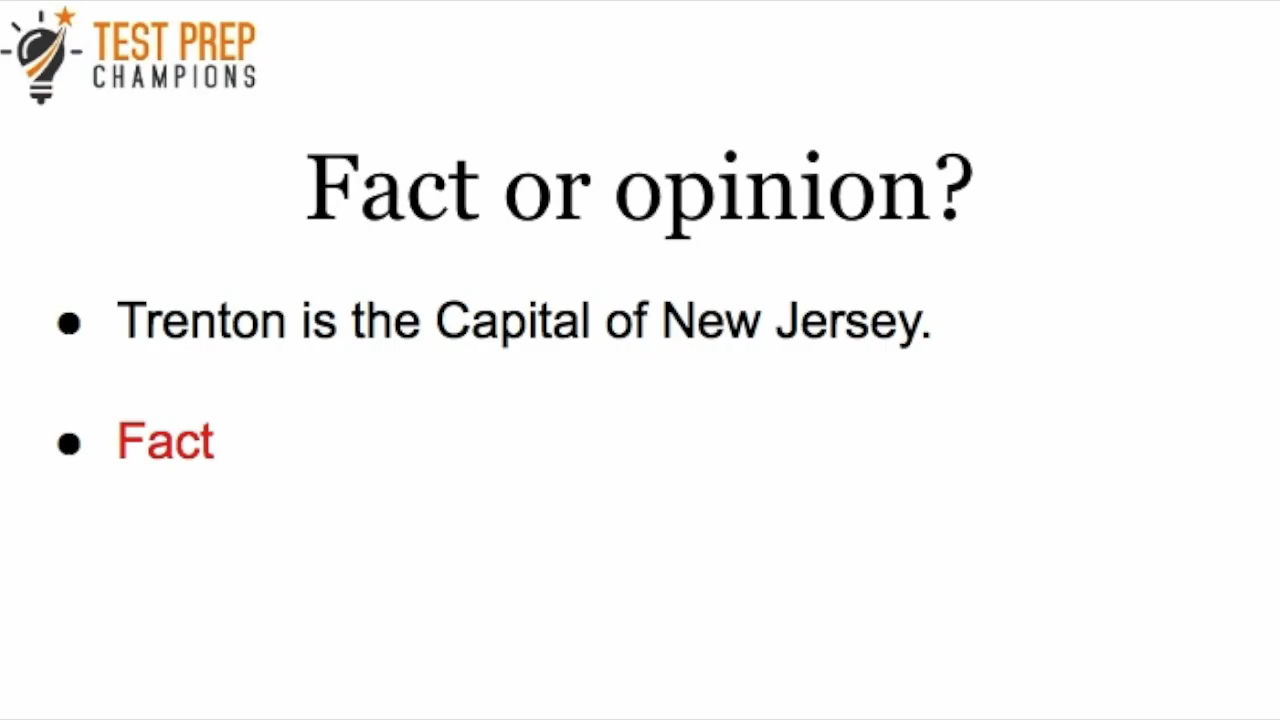 TEST PREP
CHAMPIONS
Fact or opinion?
● Trenton is the Capital of New Jersey.
● Fact